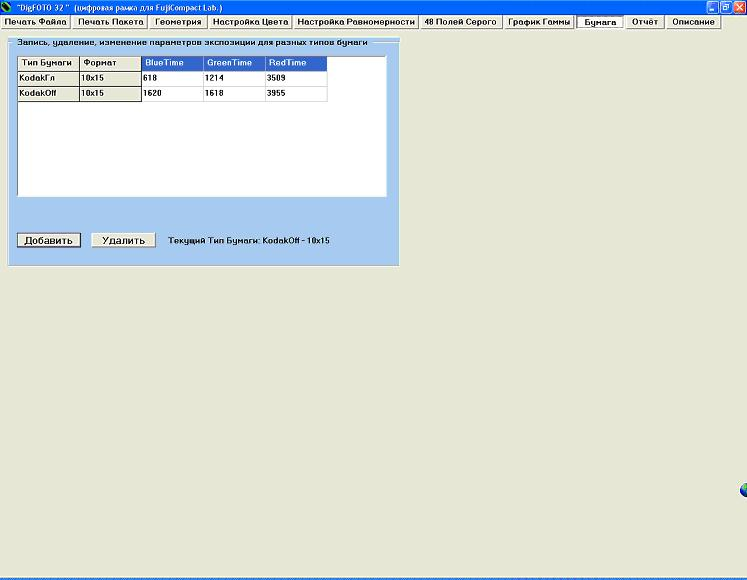 "DigFOTO 32" (цифровая рамка для FujiCompact Lab.)
Печать Файла Печать Пакета Геометрия Настройка Цвета Настройка Равномерности 48 Полей Серого График Гаммы Бумага Отчёт Описание
Запись, удаление, изменение параметров экспозиции для разных типов бумаги
Тип Бумаги Формат BlueTime GreenTime RedTime
KodakГл 10x15 618 1214 3509
KodakOff 10x15 1620 1618 3955
Добавить Удалить Текущий Тип Бумаги: KodakOff - 10x15